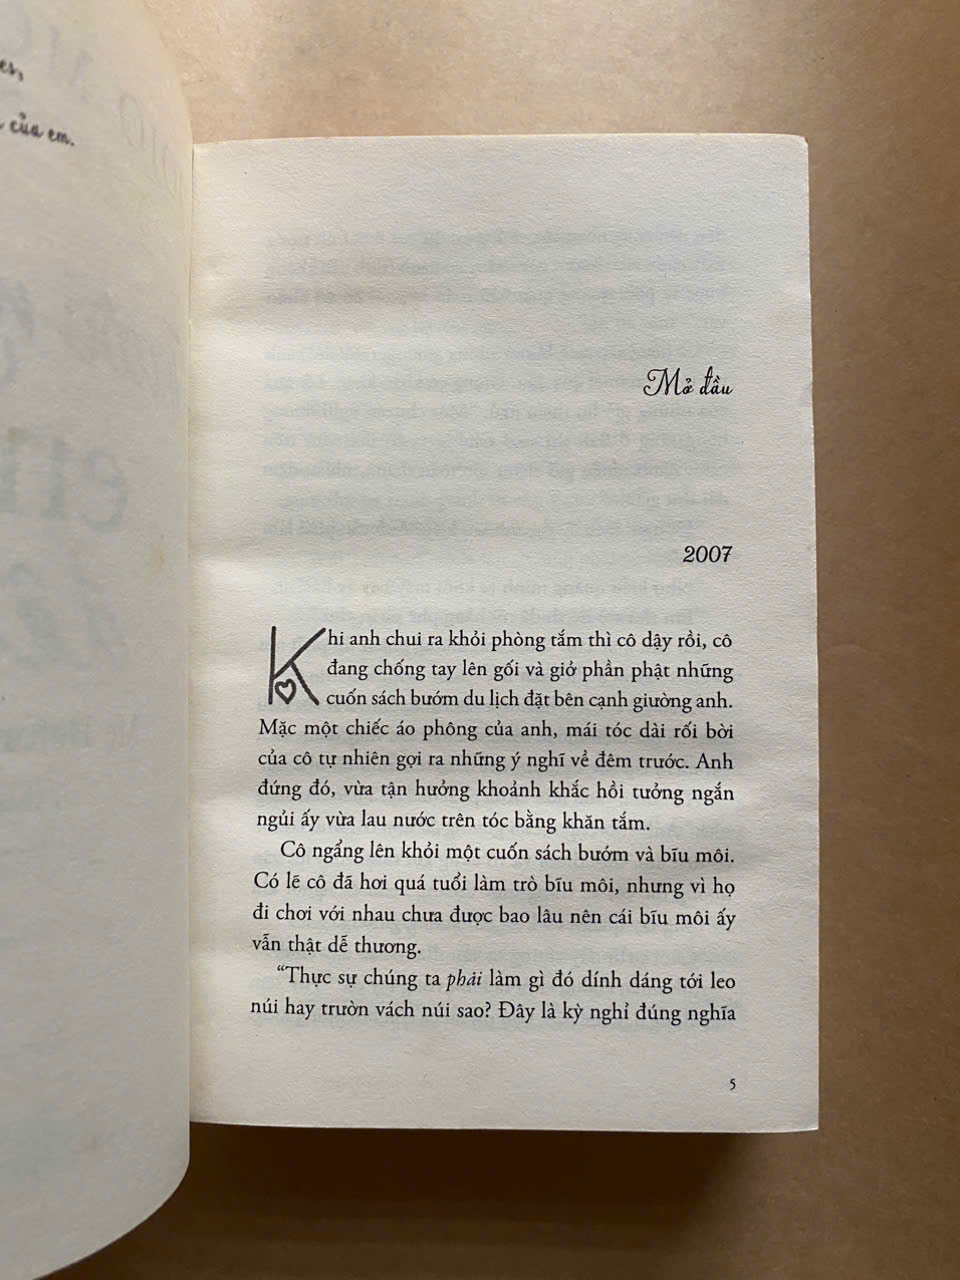 es,
của em.
Mở đầu
2007
Khi anh chui ra khỏi phòng tắm thì cô dậy rồi, cô
đang chống tay lên gối và giở phần phật những
cuốn sách bướm du lịch đặt bên cạnh giường anh.
Mặc một chiếc áo phông của anh, mái tóc dài rối bời
của cô tự nhiên gợi ra những ý nghĩ về đêm trước. Anh
đứng đó, vừa tận hưởng khoảnh khắc hồi tưởng ngắn
ngủi ấy vừa lau nước trên tóc bằng khăn tắm.
Cô ngẩng lên khỏi một cuốn sách bướm và bĩu môi.
Có lẽ cô đã hơi quá tuổi làm trò bĩu môi, nhưng vì họ
đi chơi với nhau chưa được bao lâu nên cái bĩu môi ấy
vẫn thật dễ thương.
“Thực sự chúng ta phải làm gì đó dính dáng tới leo
núi hay trườn vách núi sao? Đây là kỳ nghỉ đúng nghĩa
5